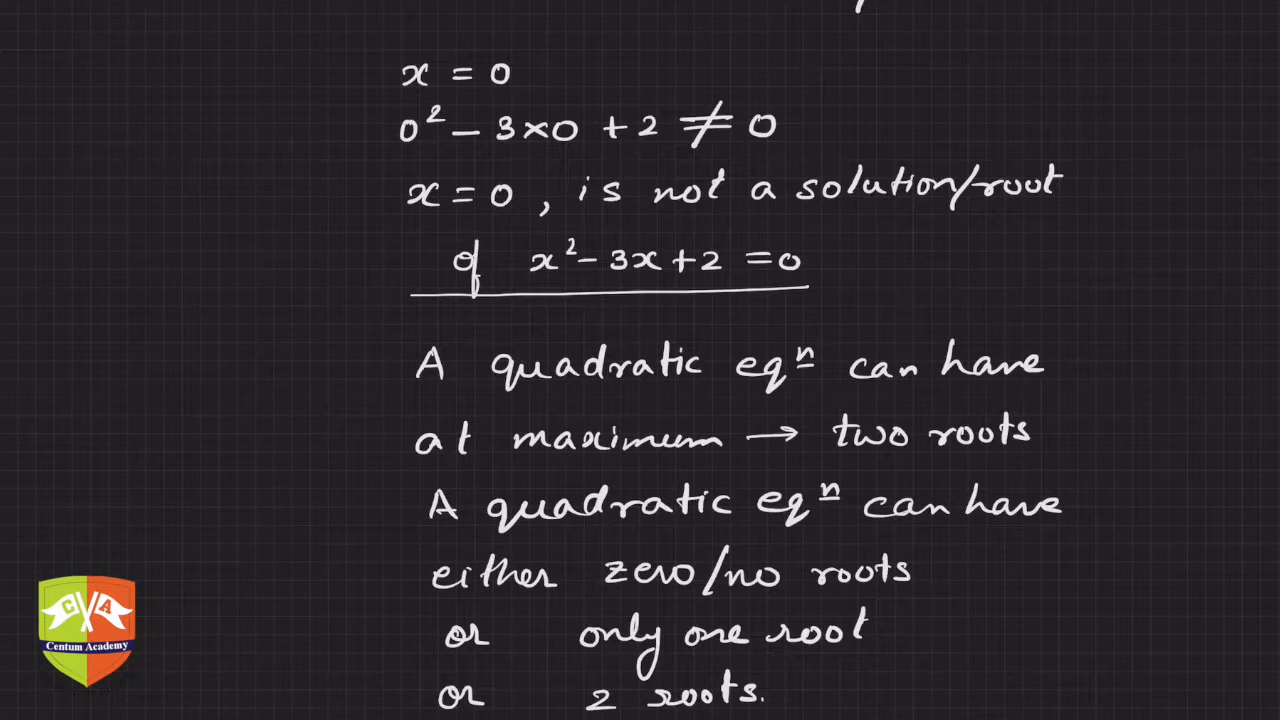 x = 0
0² - 3×0 + 2 ≠ 0
x = 0 , is not a solution/root
of x² - 3x + 2 = 0
A quadratic eqⁿ can have
at maximum → two roots
A quadratic eqⁿ can have
either zero/no roots
or only one root
or 2 roots.
C A
Centum Academy